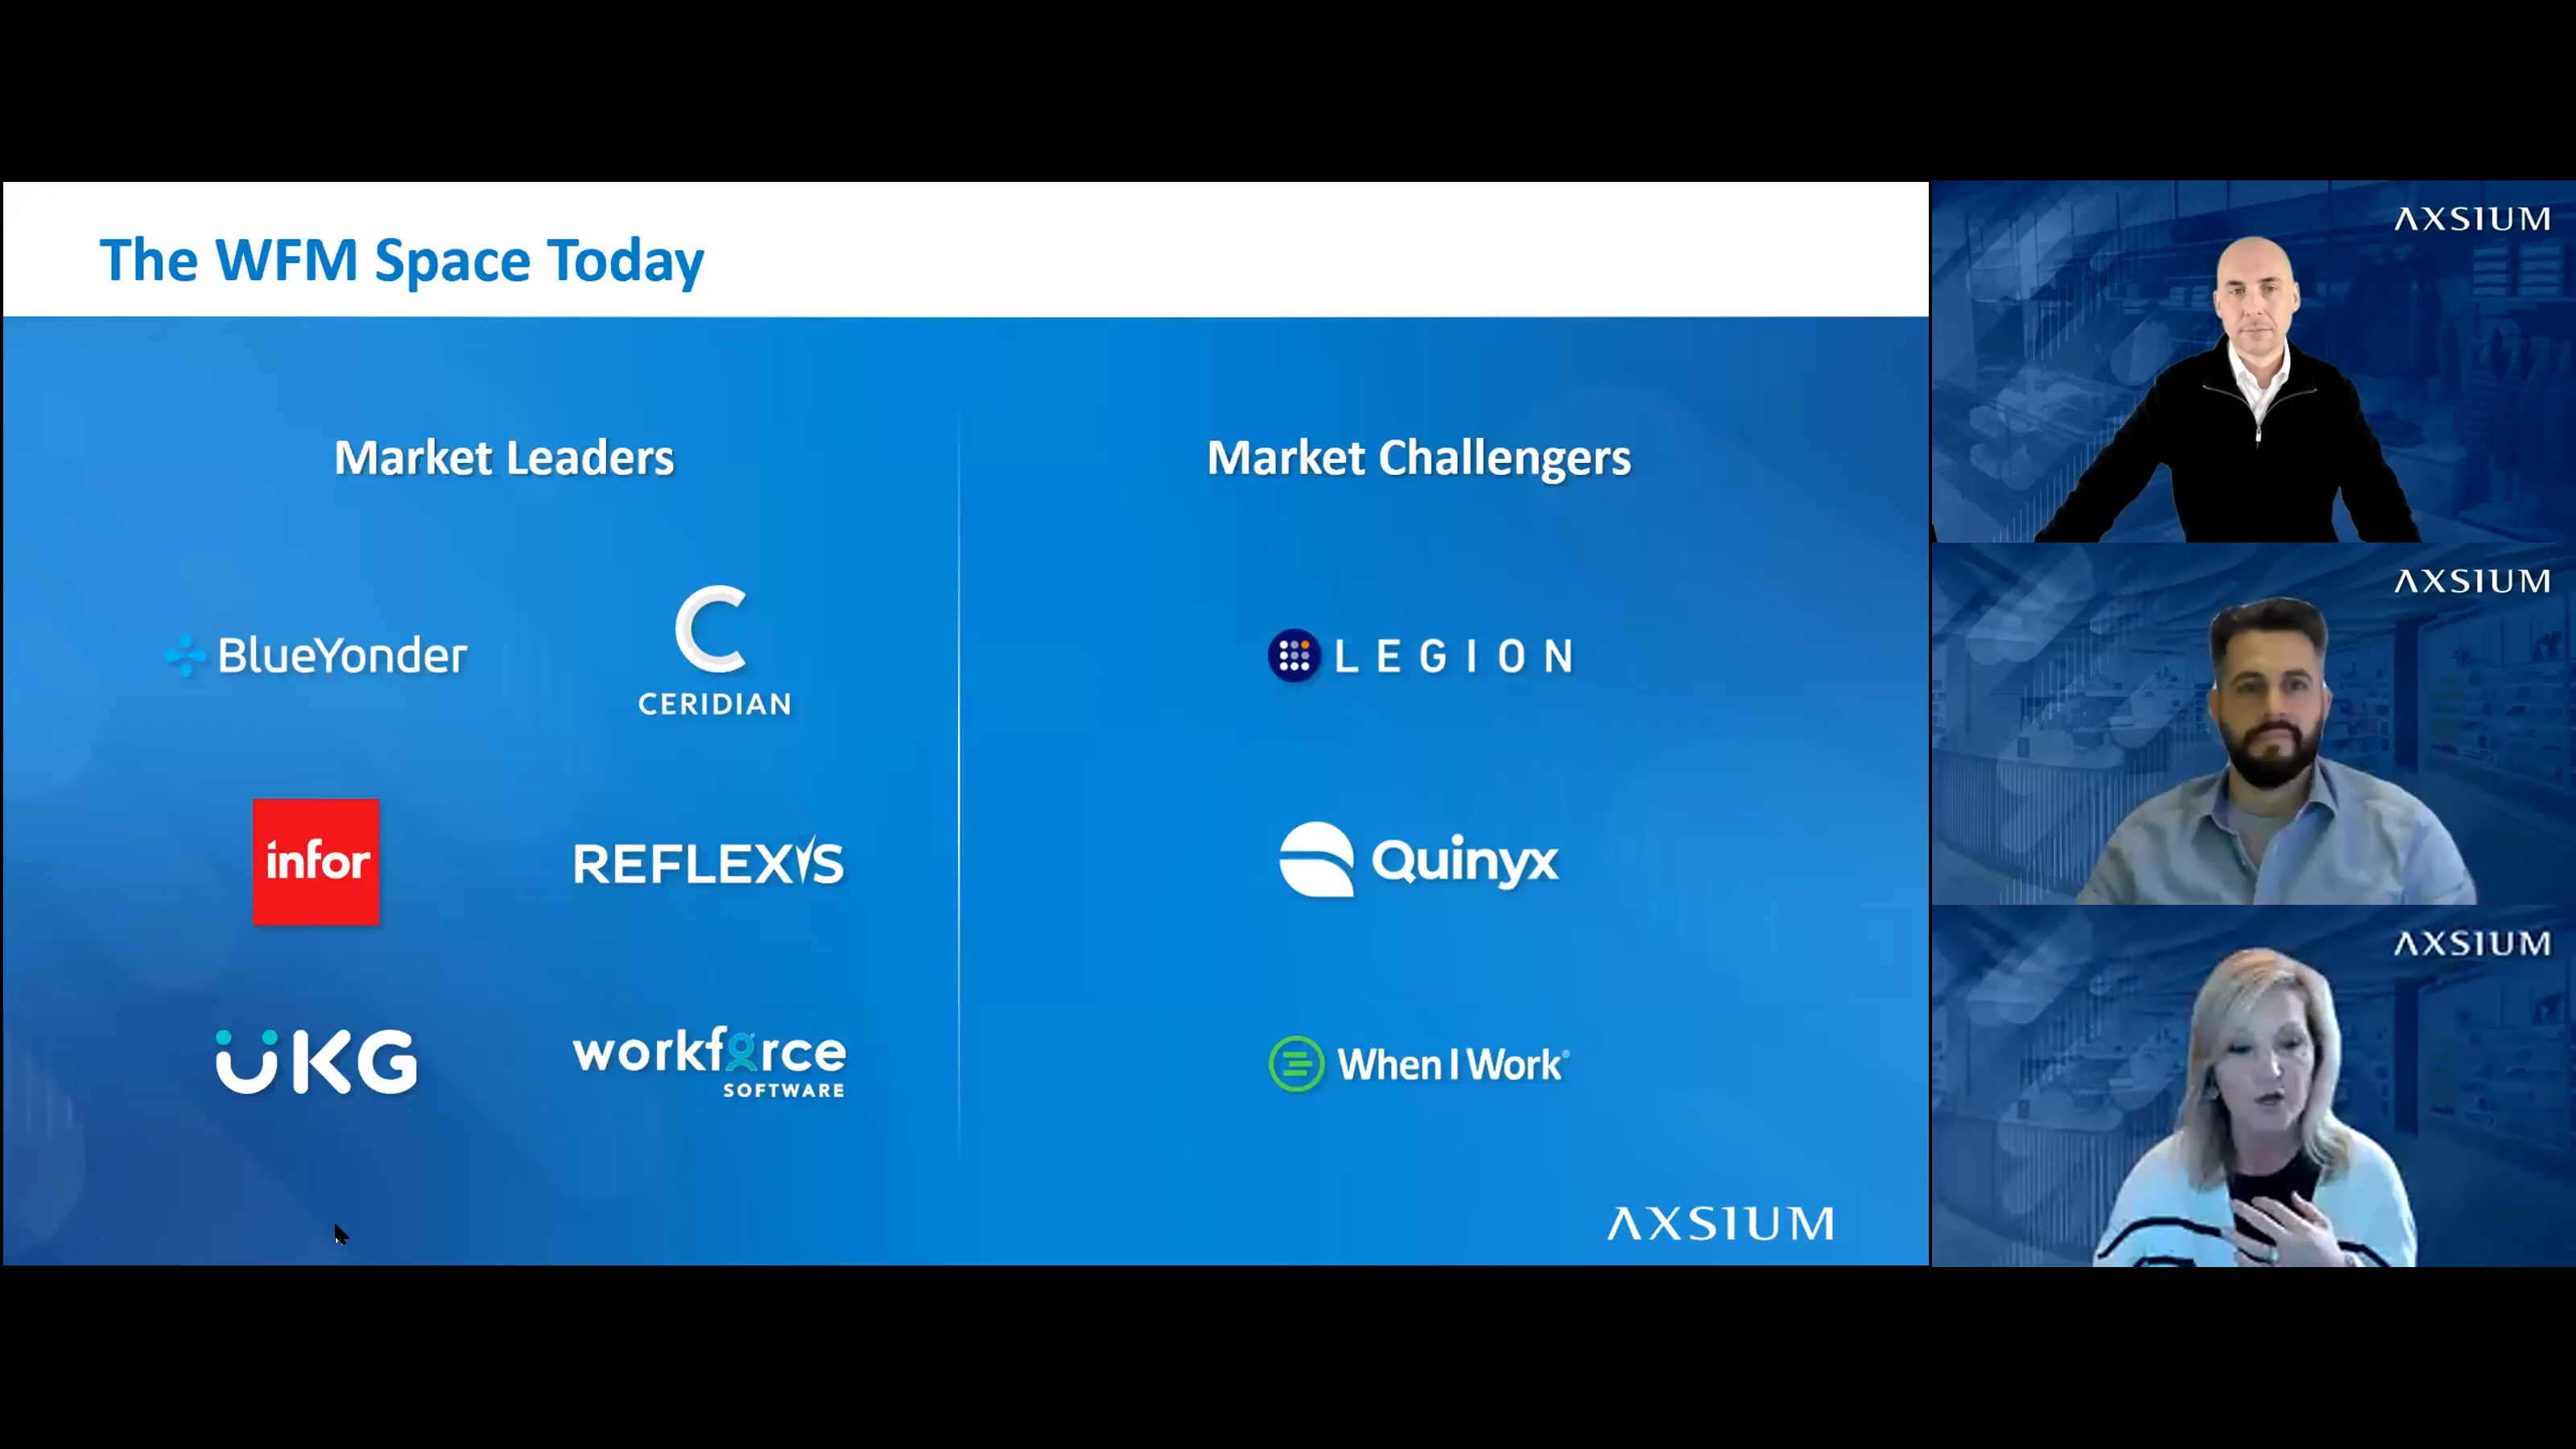 The WFM Space Today
Market Leaders
BlueYonder
CERIDIAN
infor
REFLEXIS
UKG
workforce
SOFTWARE
Market Challengers
LEGION
Quinyx
When I Work®
AXSIUM
AXSIUM
AXSIUM
AXSIUM